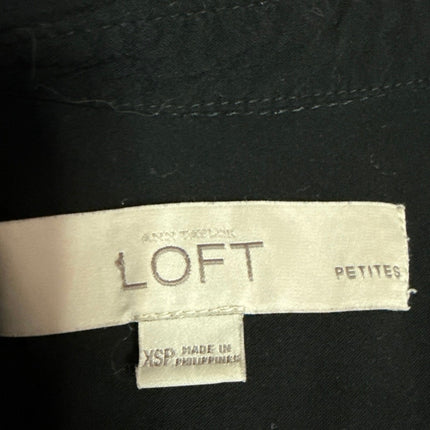 ANN TAYLOR
LOFT
PETITES
XSP MADE IN
PHILIPPINES